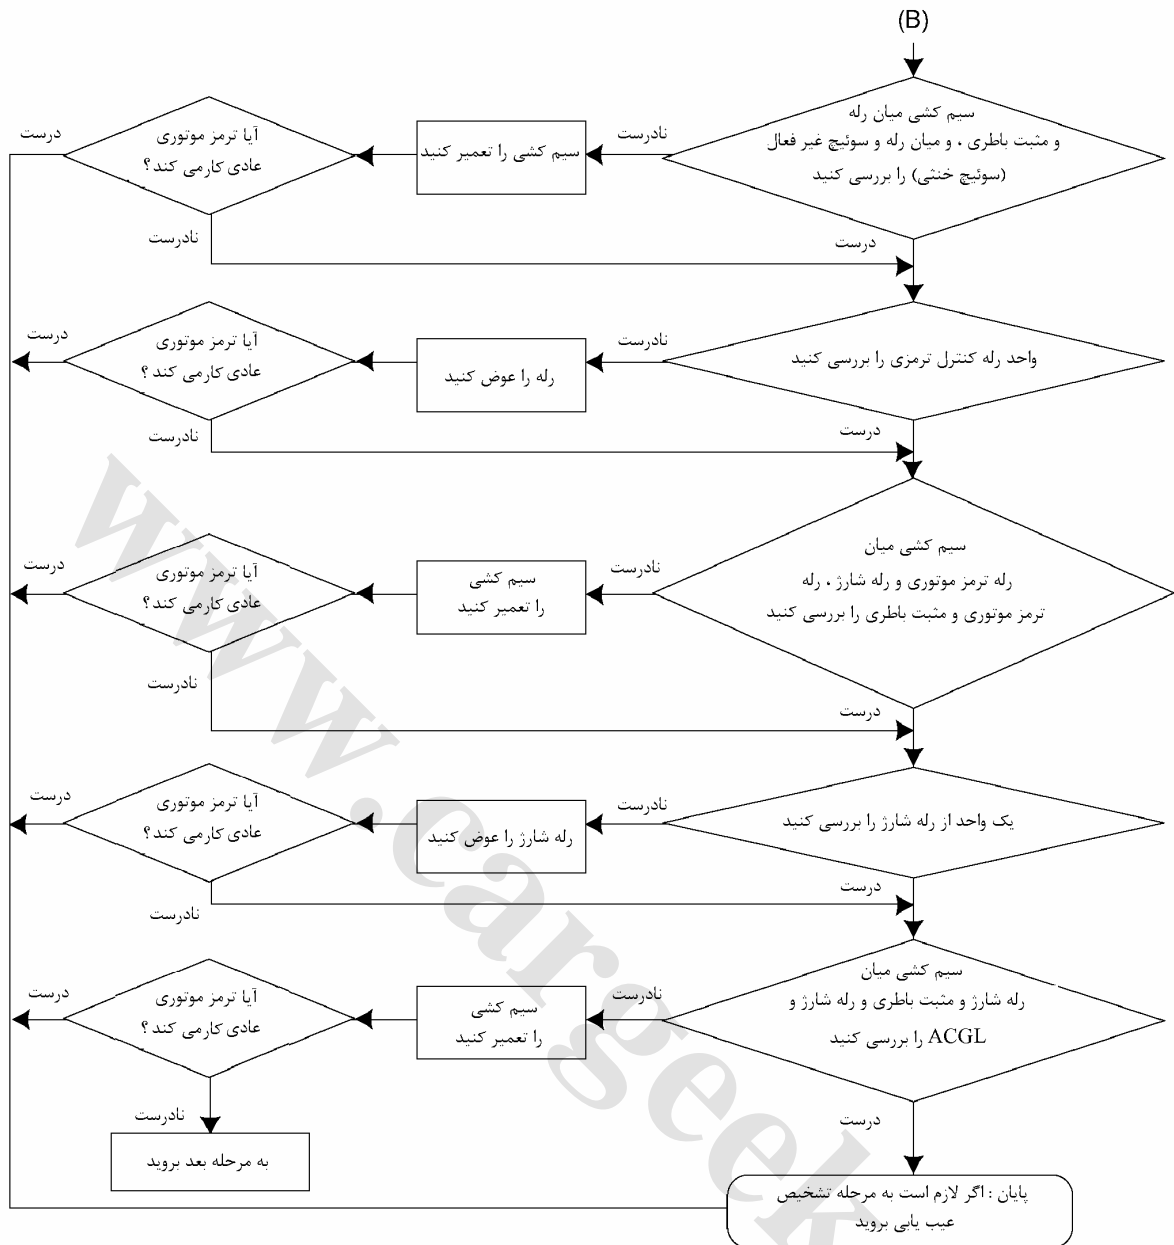 (B)
سیم کشی میان رله
و مثبت باطری ، و میان رله و سوئیچ غیر فعال
(سوئیچ خنثی) را بررسی کنید
نادرست
سیم کشی را تعمیر کنید
آیا ترمز موتوری
عادی کارمی کند؟
درست
نادرست
درست
واحد رله کنترل ترمزی را بررسی کنید
نادرست
رله را عوض کنید
آیا ترمز موتوری
عادی کارمی کند؟
درست
نادرست
درست
سیم کشی میان
رله ترمز موتوری و رله شارژ ، رله
ترمز موتوری و مثبت باطری را بررسی کنید
نادرست
سیم کشی
را تعمیر کنید
آیا ترمز موتوری
عادی کارمی کند؟
درست
نادرست
درست
یک واحد از رله شارژ را بررسی کنید
نادرست
رله شارژ را عوض کنید
آیا ترمز موتوری
عادی کارمی کند؟
درست
نادرست
درست
سیم کشی میان
رله شارژ و مثبت باطری و رله شارژ و
ACGL را بررسی کنید
نادرست
سیم کشی
را تعمیر کنید
آیا ترمز موتوری
عادی کارمی کند؟
درست
نادرست
درست
به مرحله بعد بروید
پایان : اگر لازم است به مرحله تشخیص
عیب یابی بروید
www.cargeek